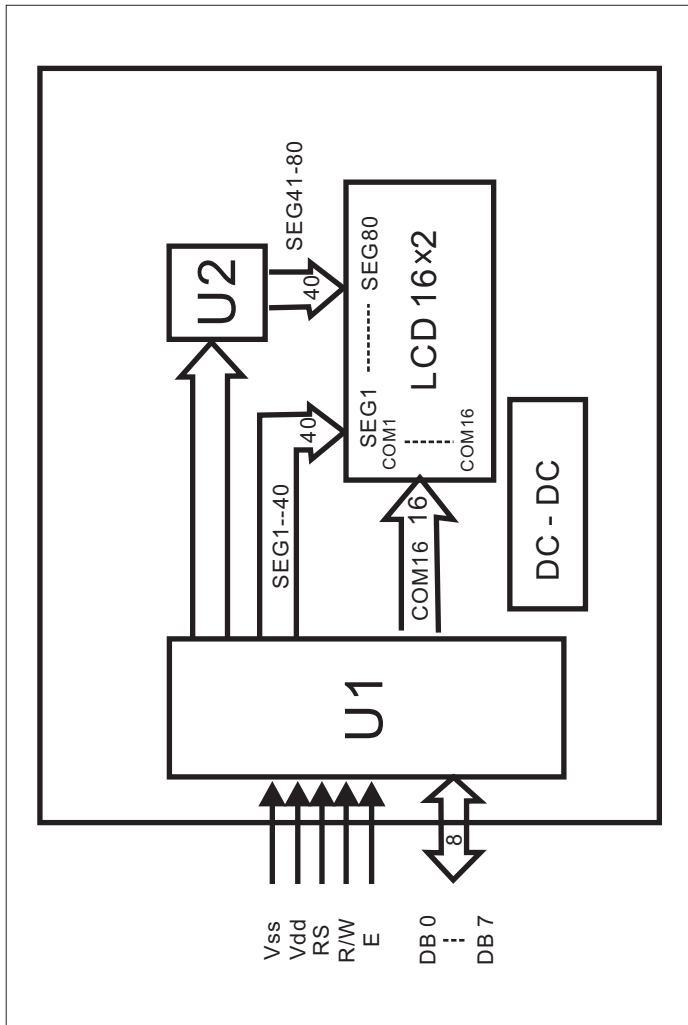 Vss
Vdd
RS
R/W
E
DB 0
DB 7
8
U1
SEG1--40
40
COM16
16
U2
40
SEG41-80
SEG1
SEG80
COM1
COM16
LCD 16×2
DC - DC